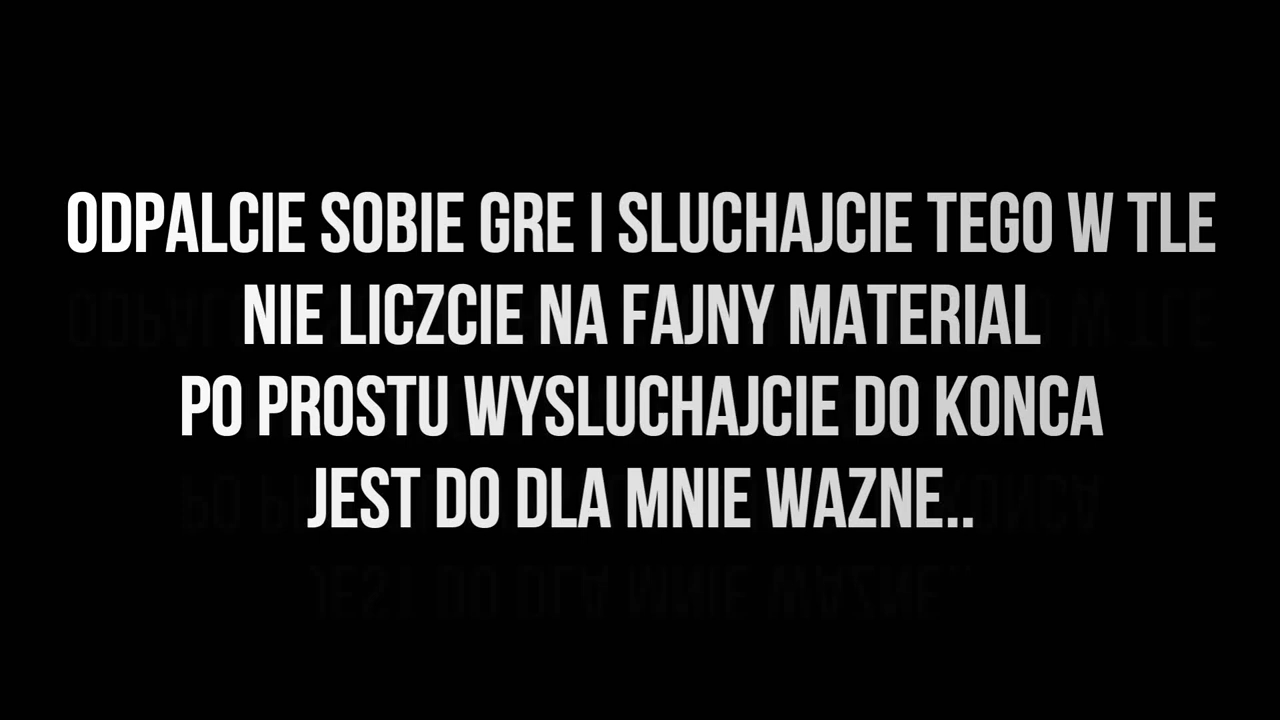 ODPALCIE SOBIE GRE I SLUCHAJCIE TEGO W TLE
NIE LICZCIE NA FAJNY MATERIAL
PO PROSTU WYSLUCHAJCIE DO KONCA
JEST DO DLA MNIE WAZNE..